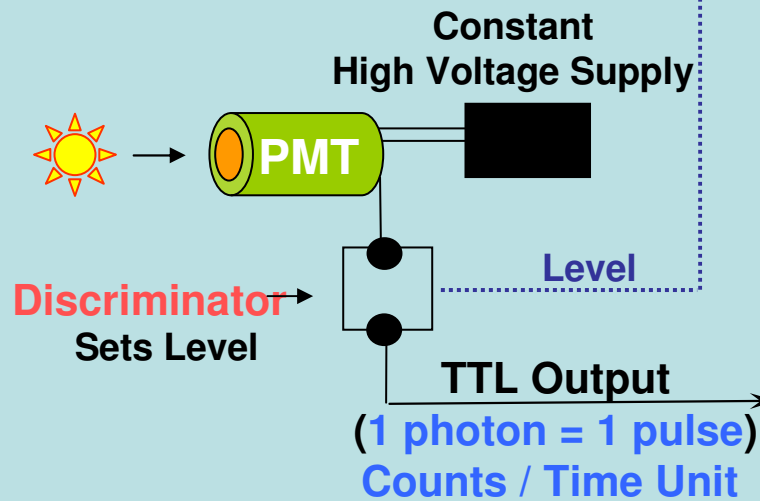 Constant
High Voltage Supply
PMT
Level
Discriminator
Sets Level
TTL Output
(1 photon = 1 pulse)
Counts / Time Unit